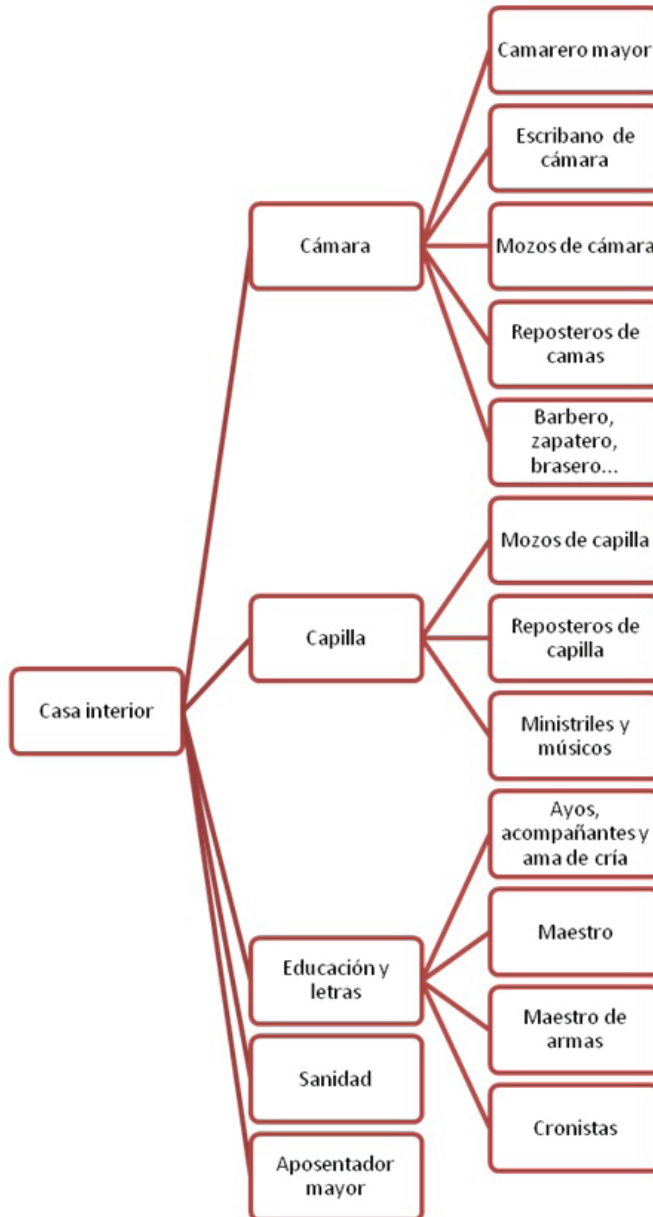 Camarero mayor
Escribano de
cámara
Cámara
Mozos de cámara
Reposteros de
camas
Barbero,
zapatero,
brasero...
Mozos de capilla
Capilla
Reposteros de
capilla
Casa interior
Ministriles y
músicos
Ayos,
acompañantes y
ama de cría
Maestro
Educación y
letras
Maestro de
armas
Sanidad
Cronistas
Aposentador
mayor